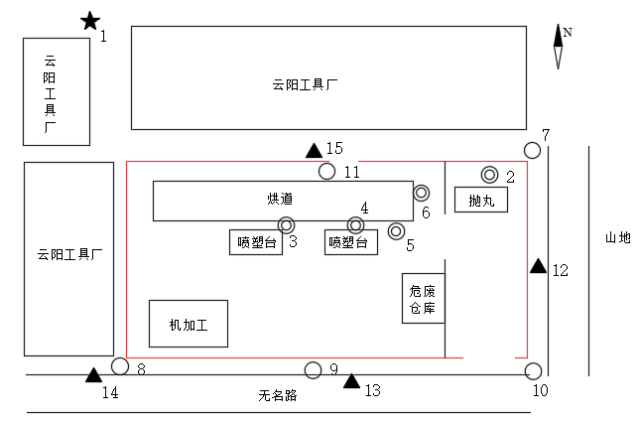 1
N
云阳工具厂
云阳工具厂
7
15
11
2
烘道
4
6
抛丸
山地
喷塑台
3
喷塑台
5
云阳工具厂
12
危废
仓库
机加工
8
9
10
14
13
无名路